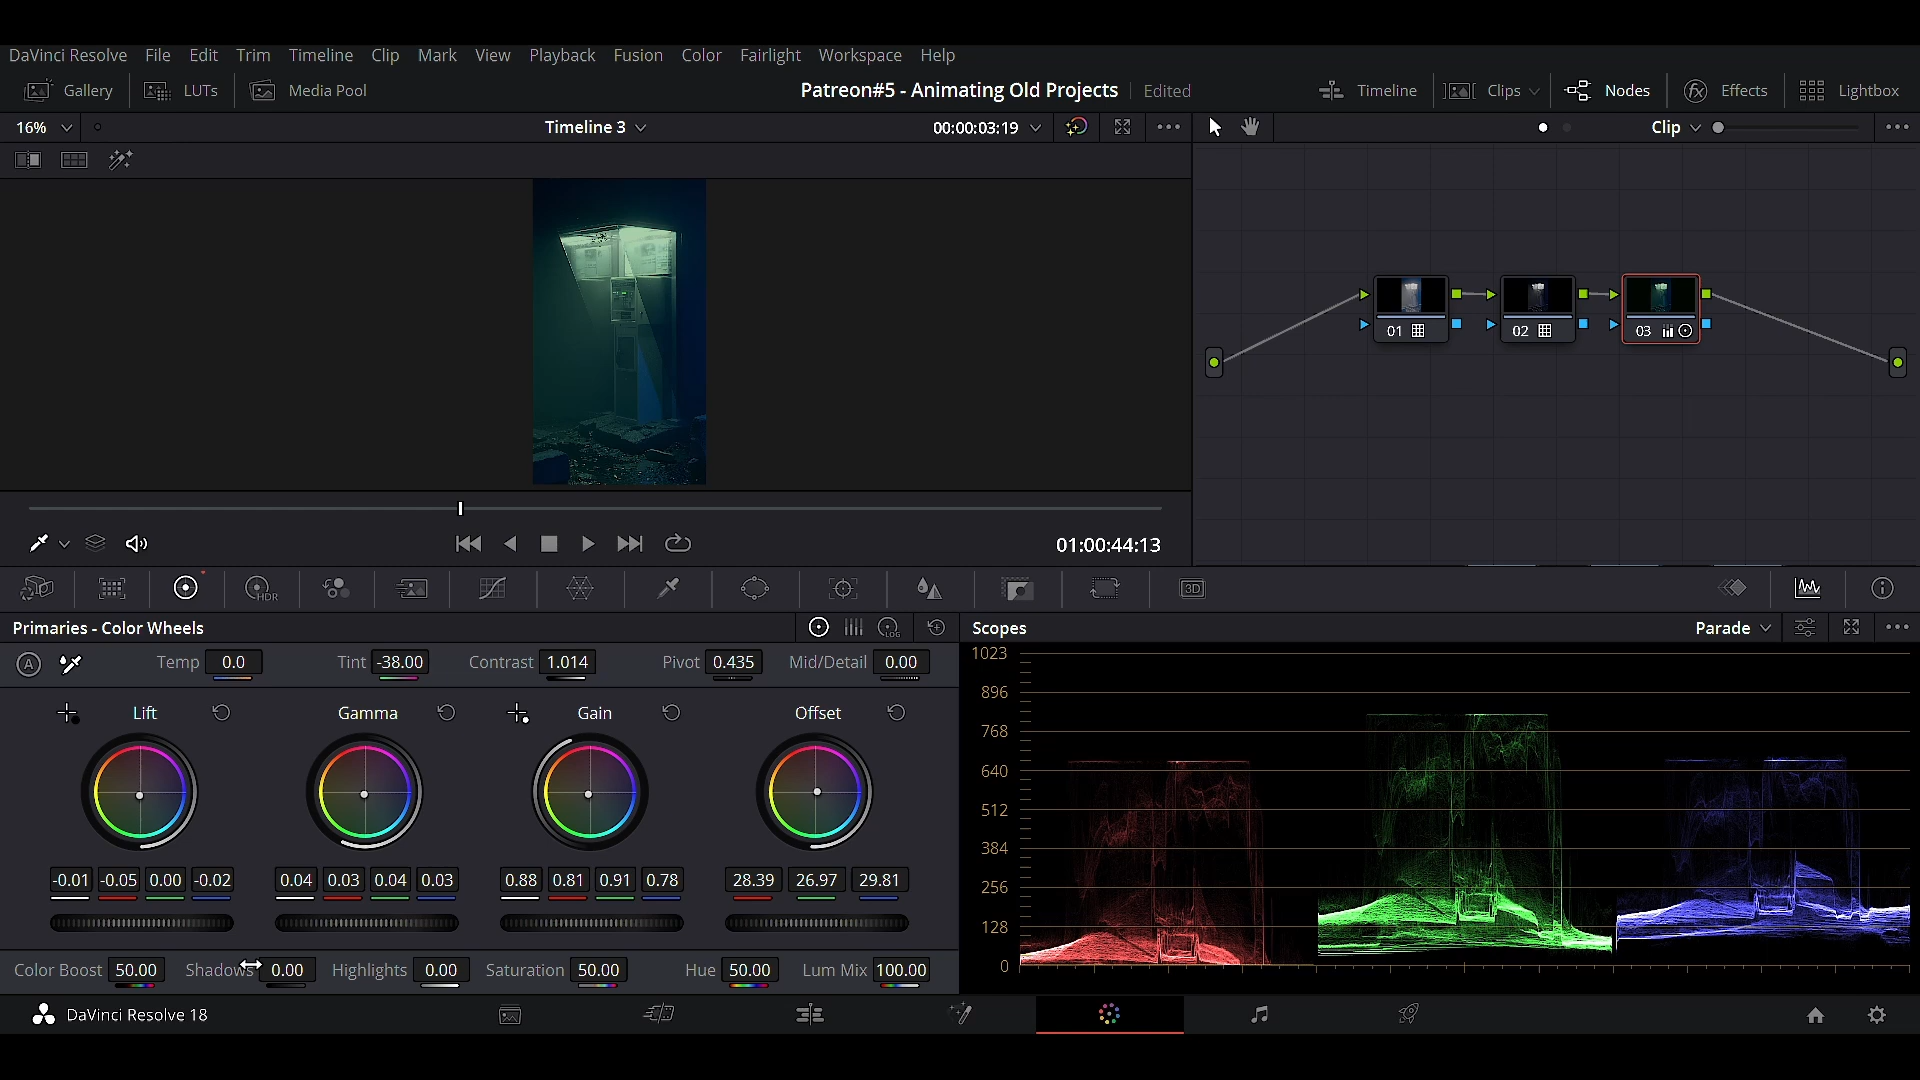 DaVinci Resolve File Edit Trim Timeline Clip Mark View Playback Fusion Color Fairlight Workspace Help
Gallery LUTs Media Pool Patreon#5 - Animating Old Projects Edited Timeline Clips Nodes Effects Lightbox
16% Timeline 3 00:00:03:19 Clip
01 02 03
01:00:44:13
HDR 3D
Primaries - Color Wheels LOG Scopes Parade
A Temp 0.0 Tint -38.00 Contrast 1.014 Pivot 0.435 Mid/Detail 0.00
Lift Gamma Gain Offset
-0.01 -0.05 0.00 -0.02 0.04 0.03 0.04 0.03 0.88 0.81 0.91 0.78 28.39 26.97 29.81
1023
896
768
640
512
384
256
128
0
Color Boost 50.00 Shadows 0.00 Highlights 0.00 Saturation 50.00 Hue 50.00 Lum Mix 100.00
DaVinci Resolve 18